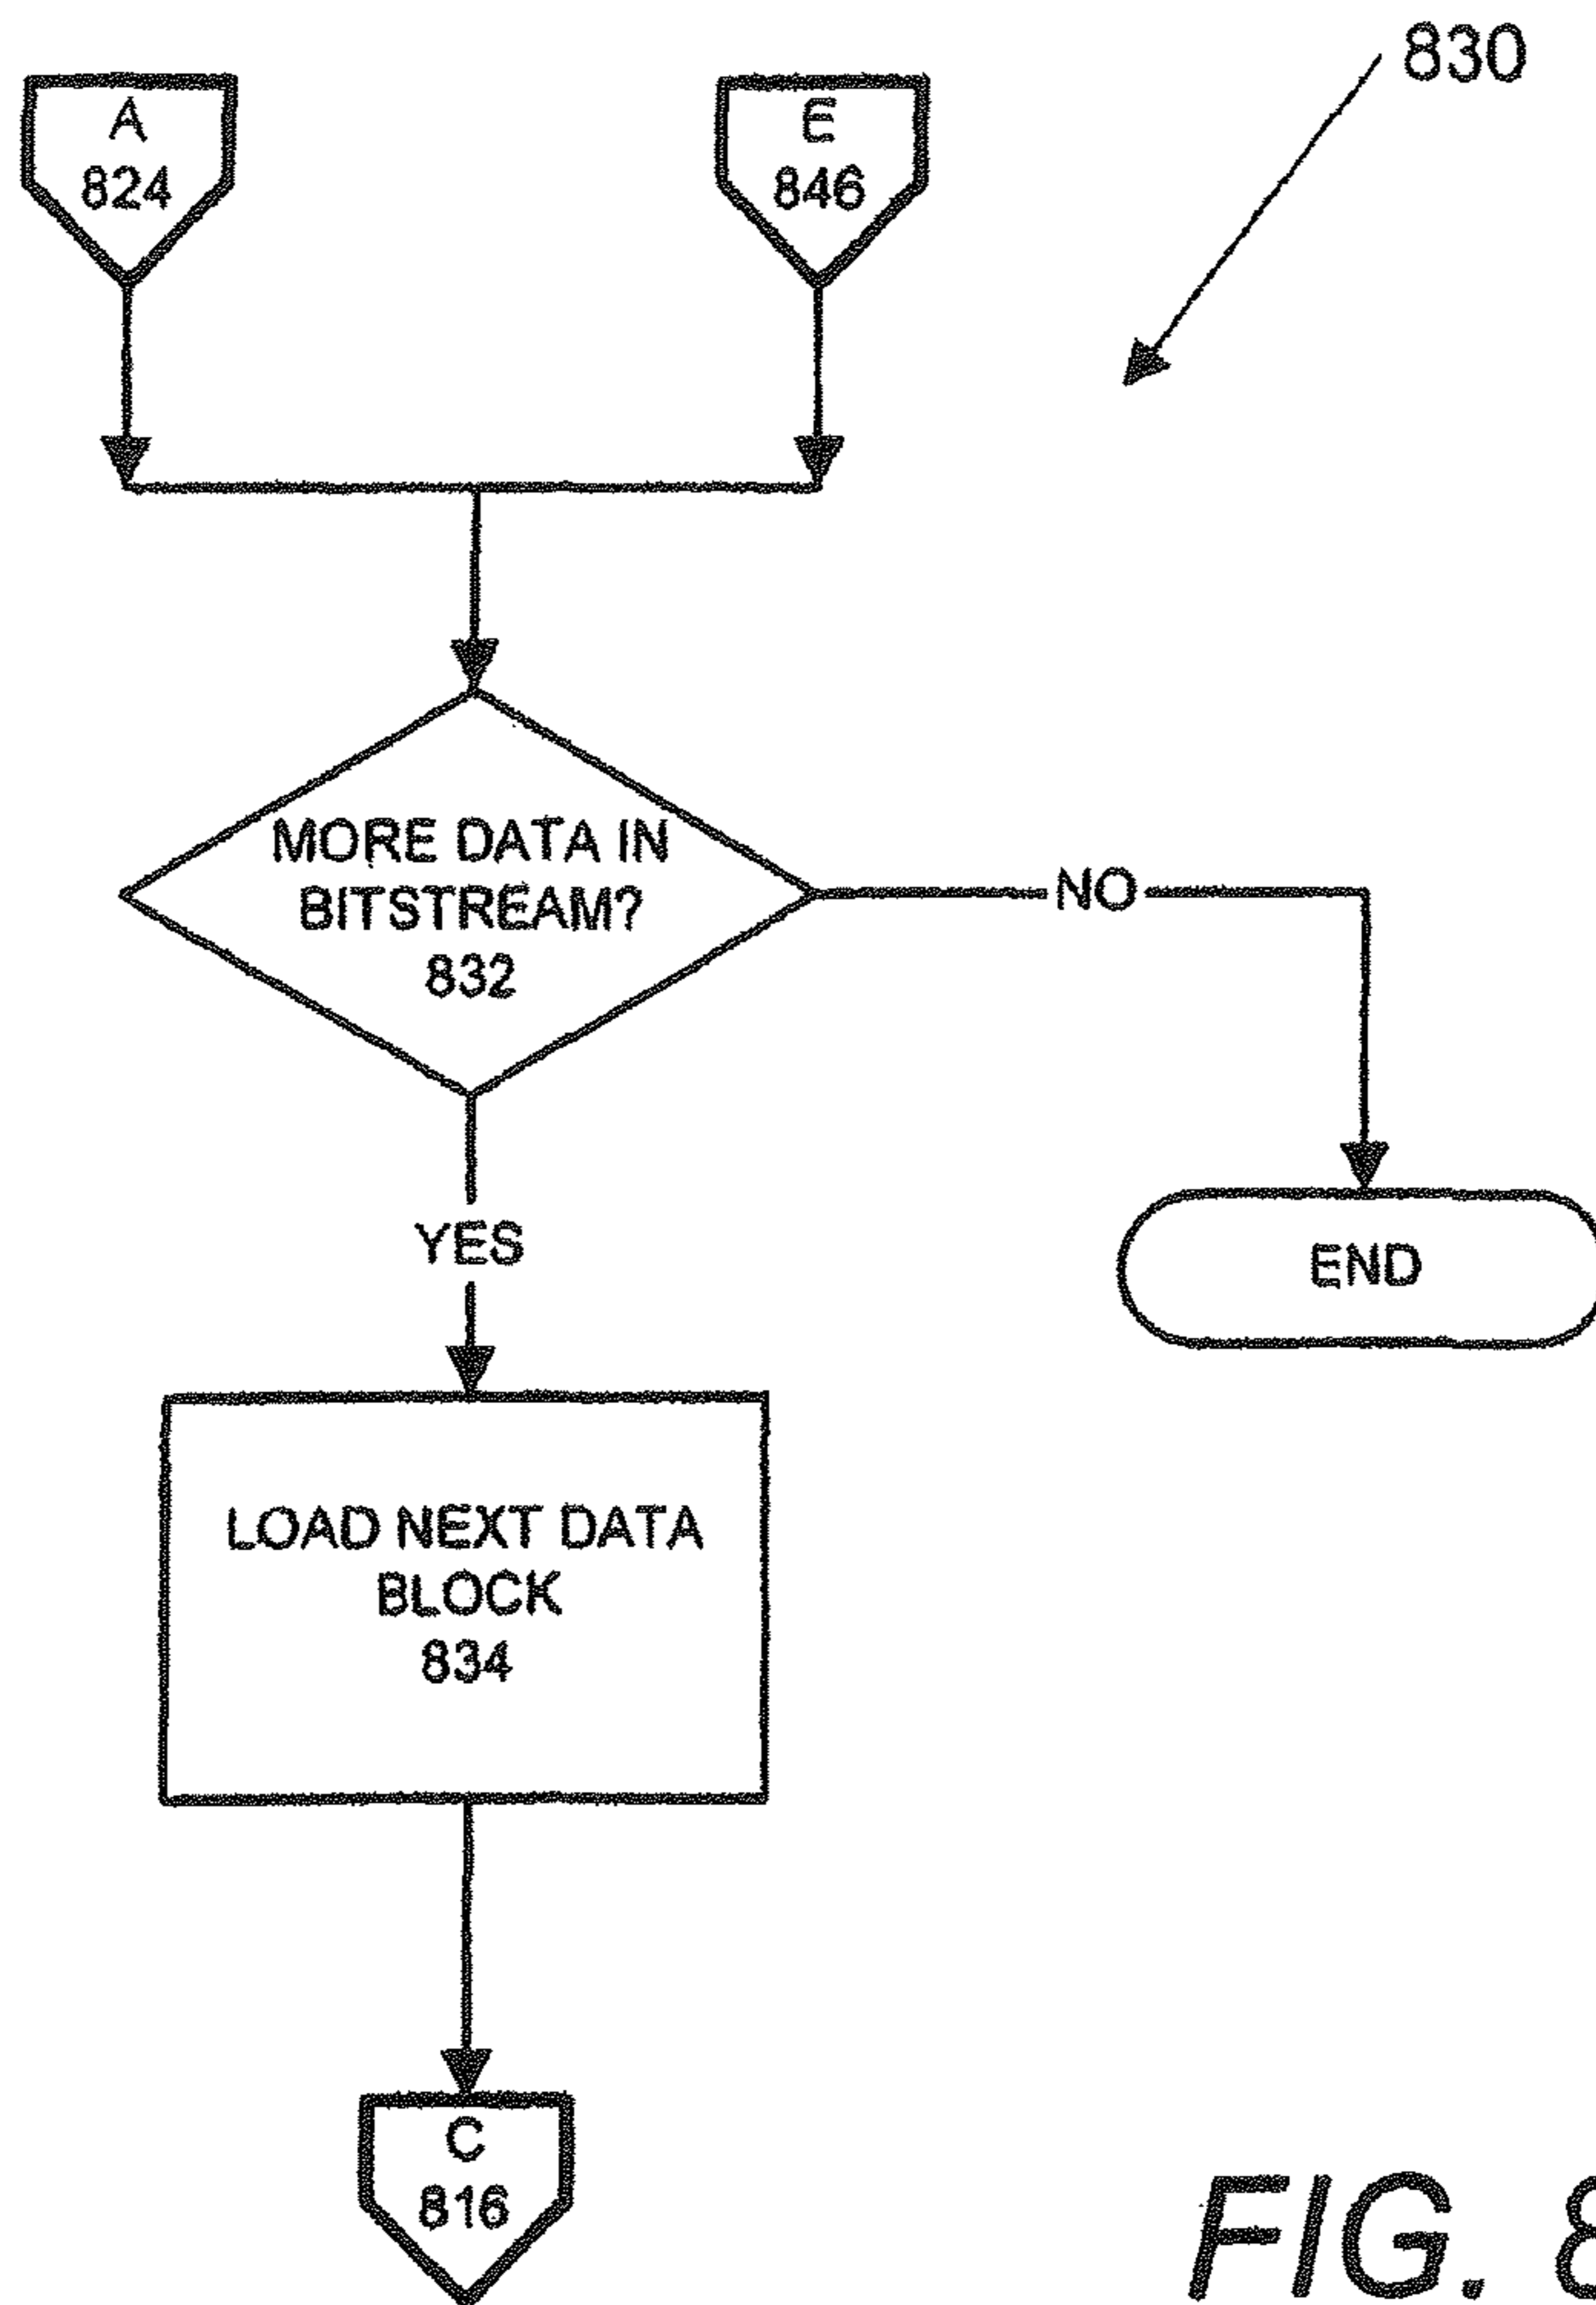 830
A
824
E
846
MORE DATA IN
BITSTREAM?
832
NO
YES
END
LOAD NEXT DATA
BLOCK
834
C
816
FIG. 8